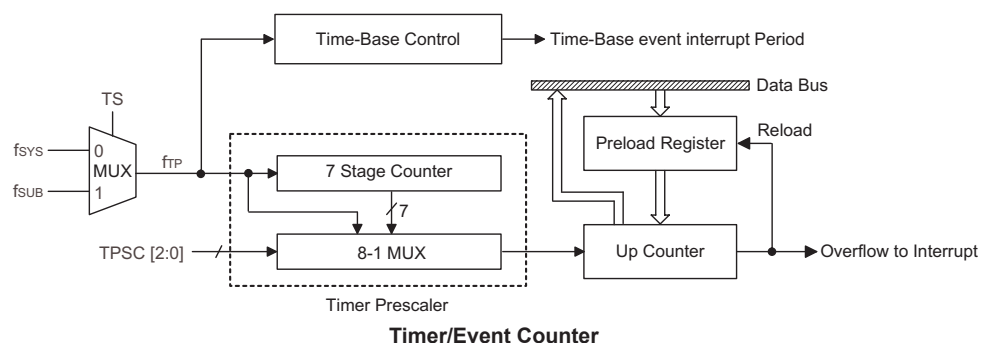 Time-Base Control
Time-Base event interrupt Period
Data Bus
TS
Preload Register
Reload
fSYS
0
MUX
fTP
7 Stage Counter
fSUB
1
7
TPSC [2:0]
8-1 MUX
Up Counter
Overflow to Interrupt
Timer Prescaler
Timer/Event Counter